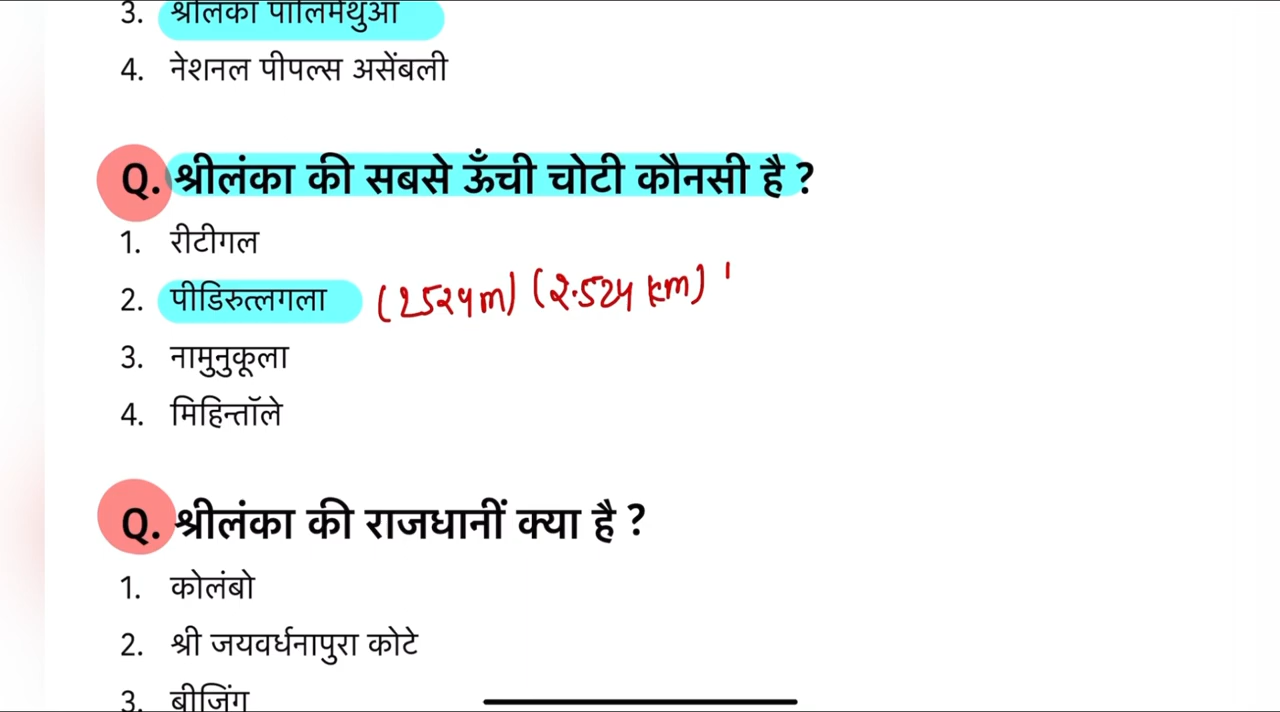 3. श्रीलंका पार्लिमेंथुआ
4. नेशनल पीपल्स असेंबली
Q. श्रीलंका की सबसे ऊँची चोटी कौनसी है ?
1. रीटीगल
2. पीडिरुत्लगला (2524m) (2.524 km)
3. नामुनुकूला
4. मिहिन्तॉले
Q. श्रीलंका की राजधानीं क्या है ?
1. कोलंबो
2. श्री जयवर्धनापुरा कोटे
3. बीजिंग